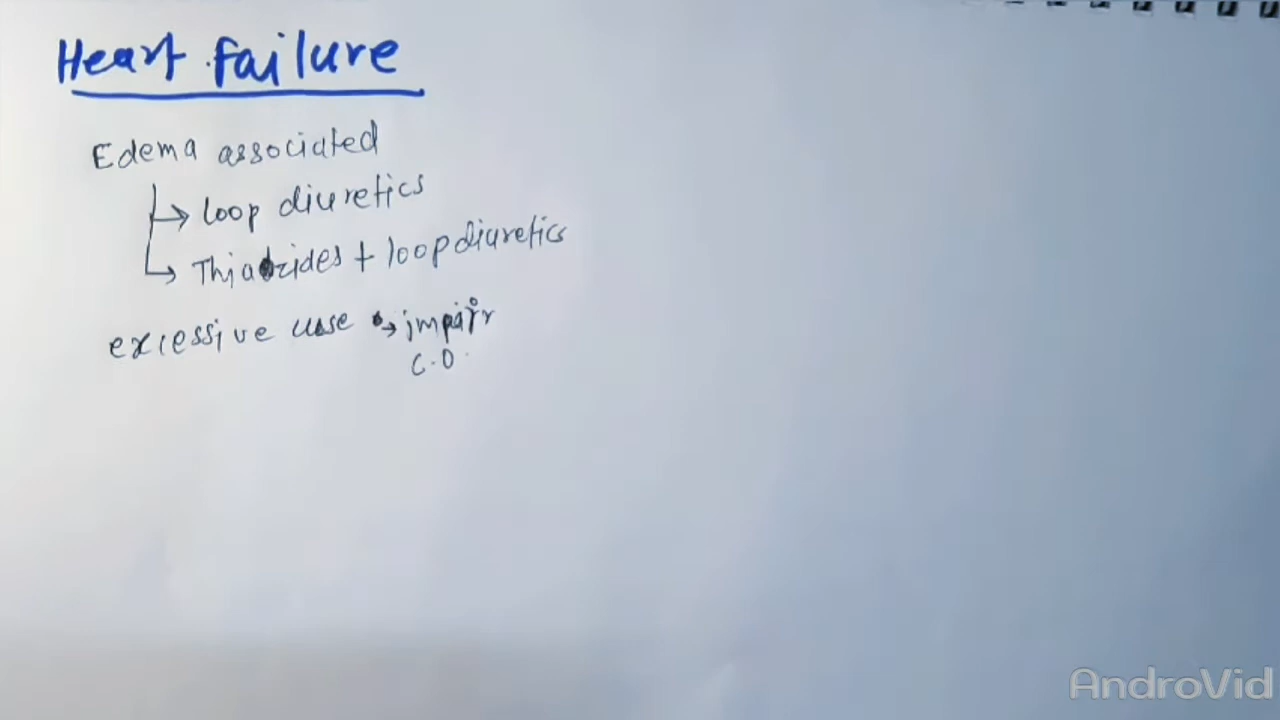 Heart failure
Edema associated
↳ loop diuretics
↳ Thiazides + loop diuretics
excessive use → impair
C.O.
AndroVid